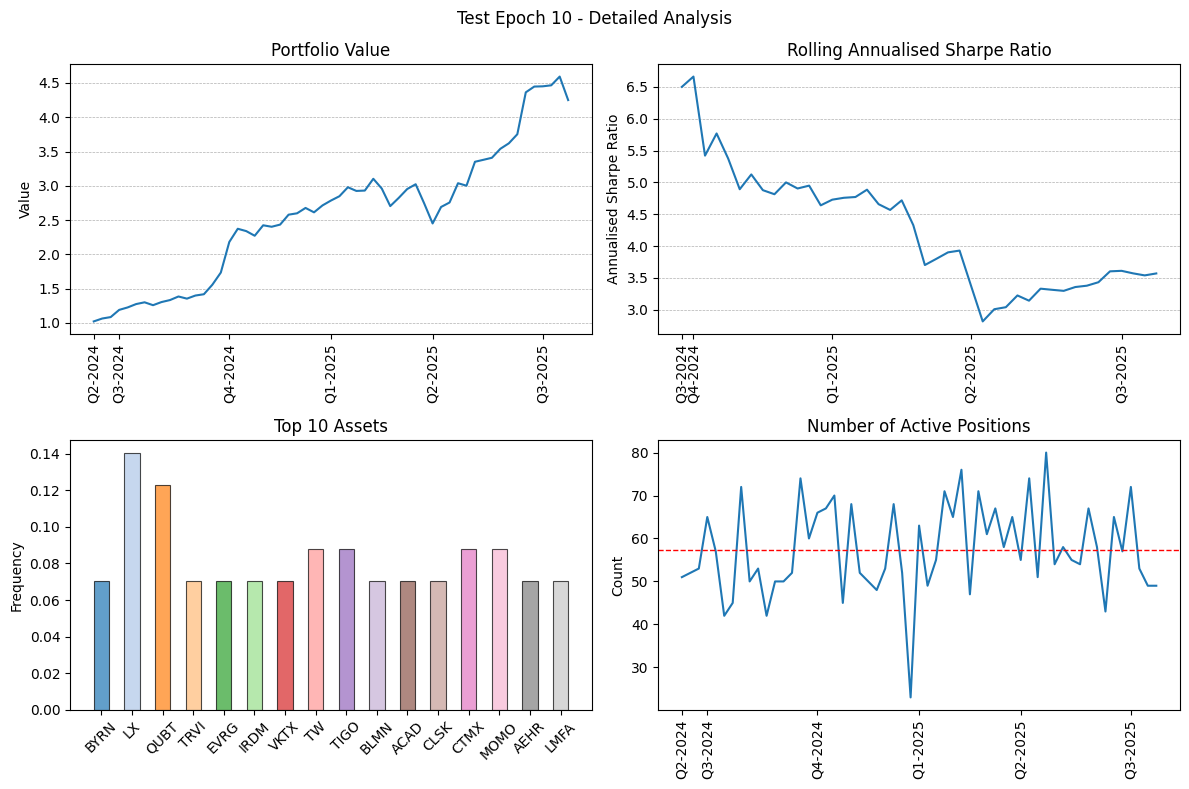 Test Epoch 10 - Detailed Analysis
Portfolio Value
Value
4.5
4.0
3.5
3.0
2.5
2.0
1.5
1.0
Q2-2024
Q3-2024
Q4-2024
Q1-2025
Q2-2025
Q3-2025
Rolling Annualised Sharpe Ratio
Annualised Sharpe Ratio
6.5
6.0
5.5
5.0
4.5
4.0
3.5
3.0
Q3-2024
Q4-2024
Q1-2025
Q2-2025
Q3-2025
Top 10 Assets
Frequency
0.14
0.12
0.10
0.08
0.06
0.04
0.02
0.00
BYRN
LX
QUBT
TRVI
EVRG
IRDM
VKTX
TW
TIGO
BLMN
ACAD
CLSK
CTMX
MOMO
AEHR
LMFA
Number of Active Positions
Count
80
70
60
50
40
30
Q2-2024
Q3-2024
Q4-2024
Q1-2025
Q2-2025
Q3-2025